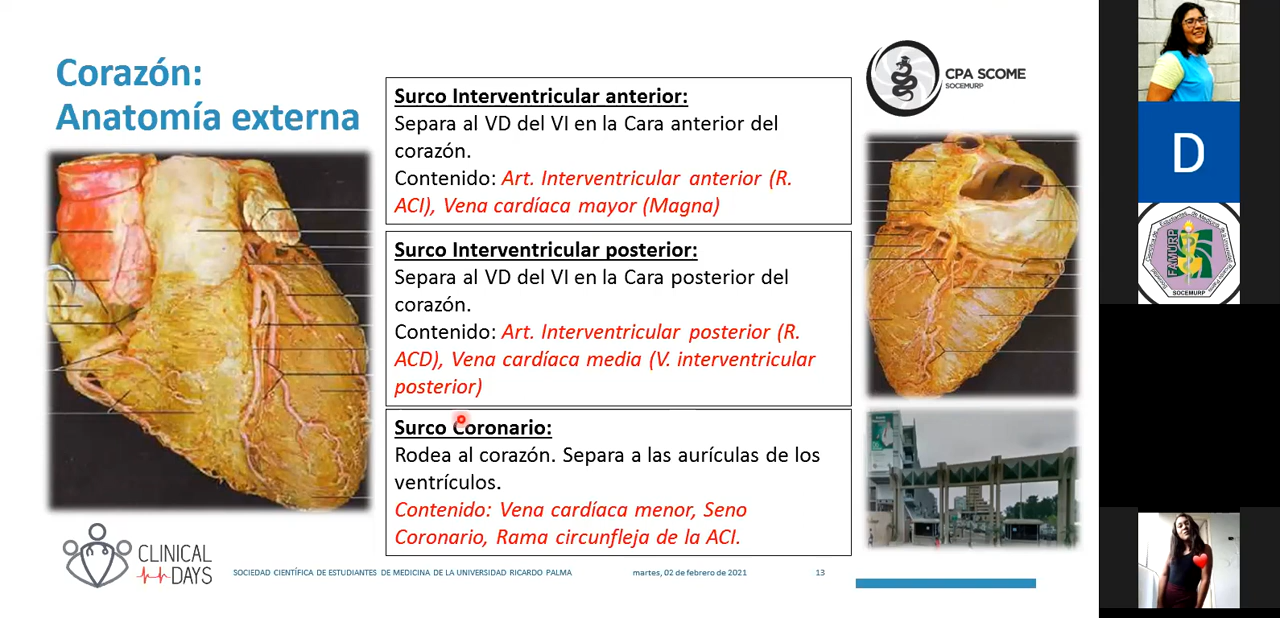 Corazón:
Anatomía externa
Surco Interventricular anterior:
Separa al VD del VI en la Cara anterior del
corazón.
Contenido: Art. Interventricular anterior (R.
ACI), Vena cardíaca mayor (Magna)
Surco Interventricular posterior:
Separa al VD del VI en la Cara posterior del
corazón.
Contenido: Art. Interventricular posterior (R.
ACD), Vena cardíaca media (V. interventricular
posterior)
Surco Coronario:
Rodea al corazón. Separa a las aurículas de los
ventrículos.
Contenido: Vena cardíaca menor, Seno
Coronario, Rama circunfleja de la ACI.
CPA SCOME
SOCEMURP
CLINICAL
DAYS
SOCIEDAD CIENTÍFICA DE ESTUDIANTES DE MEDICINA DE LA UNIVERSIDAD RICARDO PALMA
martes, 02 de febrero de 2021
13
D
FAMURP
SOCEMURP